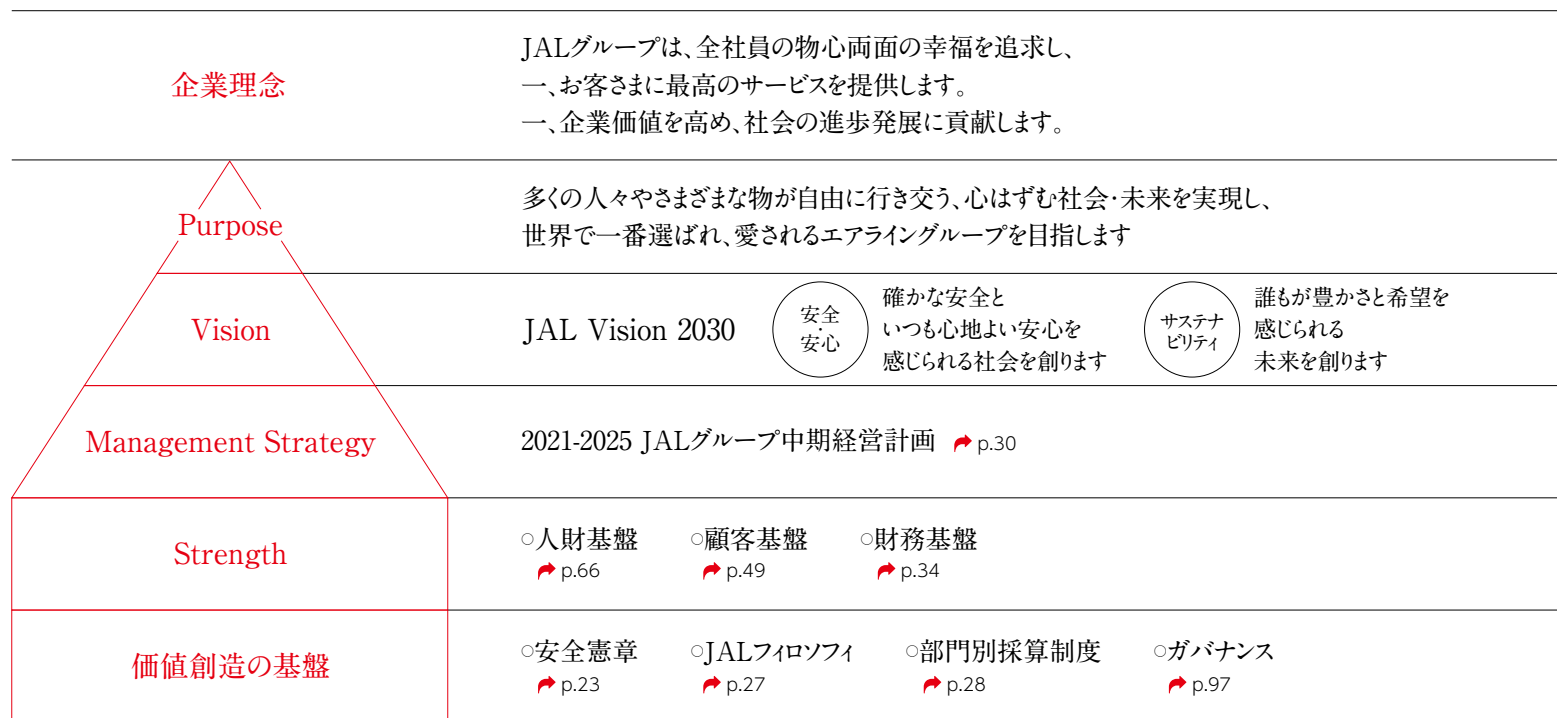 企業理念
JALグループは、全社員の物心両面の幸福を追求し、
一、お客さまに最高のサービスを提供します。
一、企業価値を高め、社会の進歩発展に貢献します。
Purpose
多くの人々やさまざまな物が自由に行き交う、心はずむ社会・未来を実現し、
世界で一番選ばれ、愛されるエアライングループを目指します
Vision
JAL Vision 2030
安全
・
安心
確かな安全と
いつも心地よい安心を
感じられる社会を創ります
サステナ
ビリティ
誰もが豊かさと希望を
感じられる
未来を創ります
Management Strategy
2021-2025 JALグループ中期経営計画 p.30
Strength
○人財基盤 ○顧客基盤 ○財務基盤
p.66 p.49 p.34
価値創造の基盤
○安全憲章 ○JALフィロソフィ ○部門別採算制度 ○ガバナンス
p.23 p.27 p.28 p.97